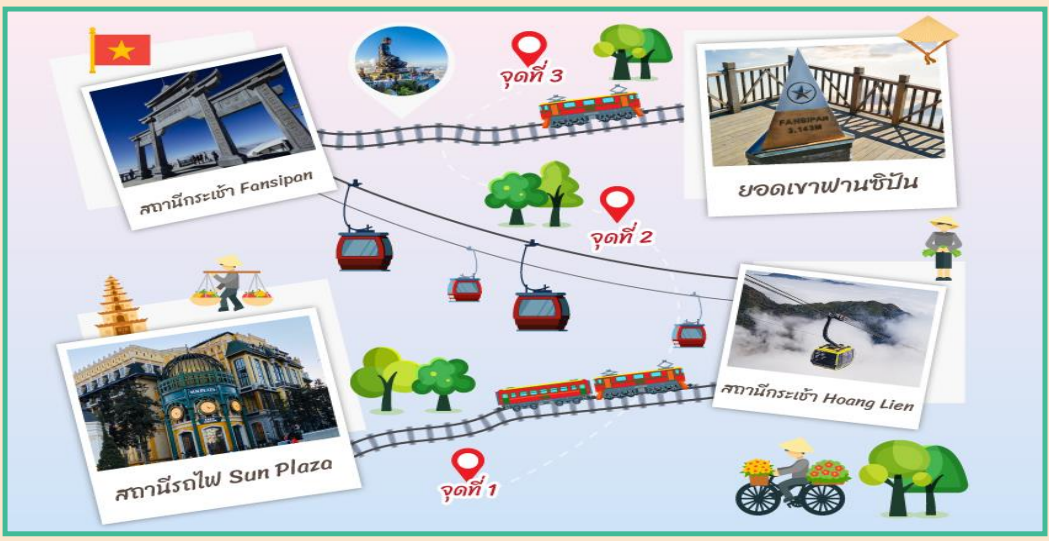 จุดที่ 3
FANSIPAN
3.143M
สถานีกระเช้า Fansipan
ยอดเขาฟานซิปัน
จุดที่ 2
สถานีกระเช้า Hoang Lien
สถานีรถไฟ Sun Plaza
จุดที่ 1